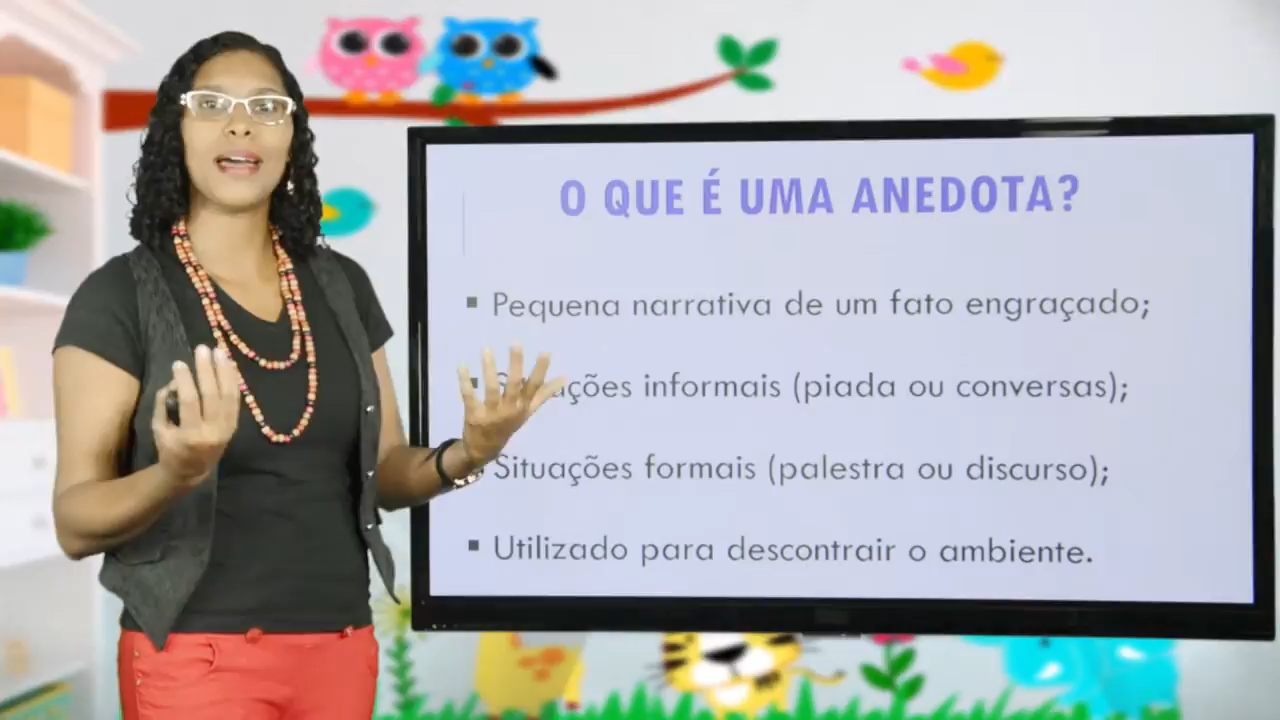 O QUE É UMA ANEDOTA?
Pequena narrativa de um fato engraçado;
informais (piada ou conversas);
Situações formais (palestra ou discurso);
Utilizado para descontrair o ambiente.